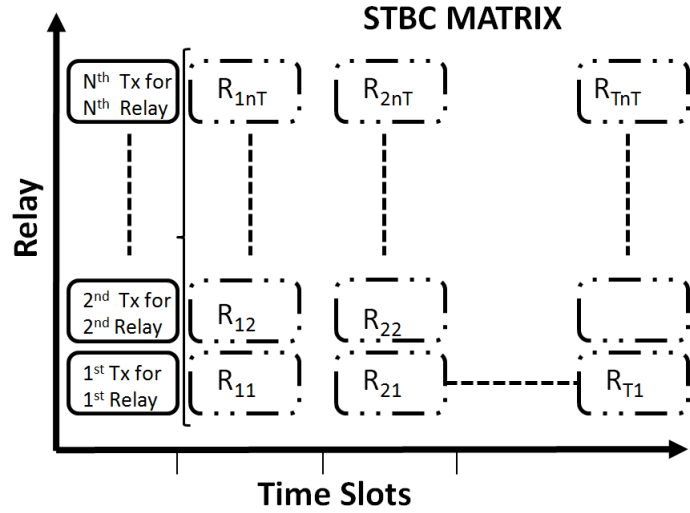 STBC MATRIX
Relay
Nth Tx for
Nth Relay
R1nT
R2nT
RTnT
2nd Tx for
2nd Relay
R12
R22
1st Tx for
1st Relay
R11
R21
RT1
Time Slots